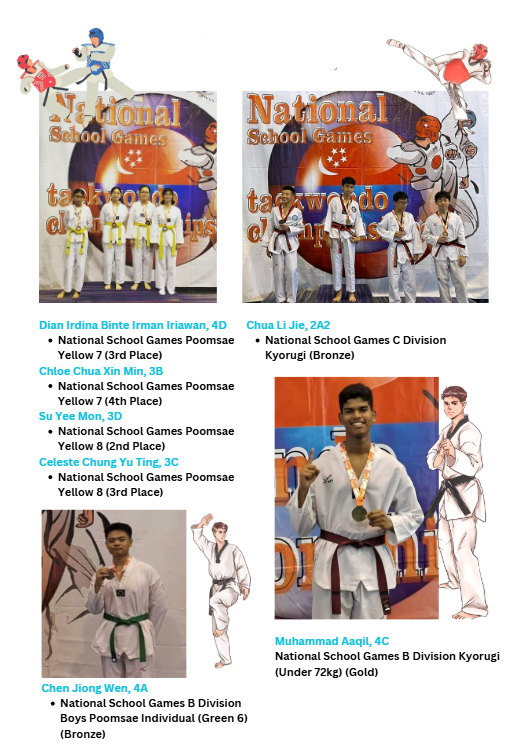 National
School Games
taekwondo
championships
National
School Games
taekwondo
Dian Irdina Binte Irman Iriawan, 4D
• National School Games Poomsae
Yellow 7 (3rd Place)
Chloe Chua Xin Min, 3B
• National School Games Poomsae
Yellow 7 (4th Place)
Su Yee Mon, 3D
• National School Games Poomsae
Yellow 8 (2nd Place)
Celeste Chung Yu Ting, 3C
• National School Games Poomsae
Yellow 8 (3rd Place)
Chua Li Jie, 2A2
• National School Games C Division
Kyorugi (Bronze)
Chen Jiong Wen, 4A
• National School Games B Division
Boys Poomsae Individual (Green 6)
(Bronze)
Muhammad Aaqil, 4C
National School Games B Division Kyorugi
(Under 72kg) (Gold)